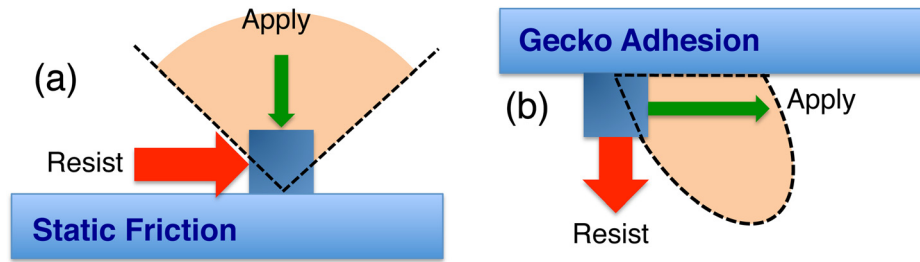 (a)
Apply
Resist
Static Friction
Gecko Adhesion
(b)
Apply
Resist